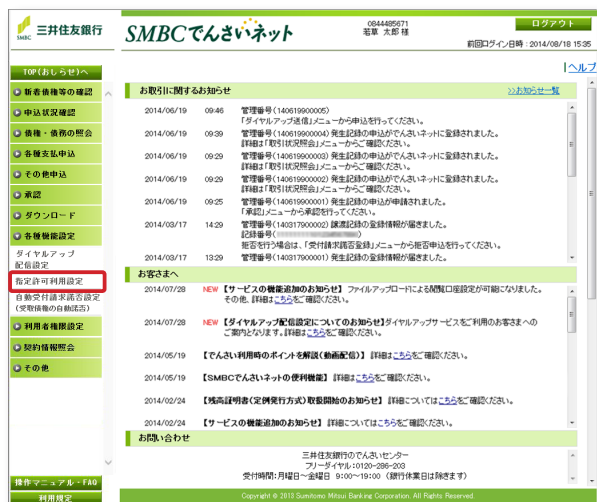 SMBC 三井住友銀行
SMBCでんさいネット
0844485671
若草 太郎 様
ログアウト
前回ログイン日時：2014/08/18 15:35
TOP(おしらせ)へ
ヘルプ
新着債権等の確認
申込状況確認
債権・債務の照会
各種支払申込
その他申込
承認
ダウンロード
各種機能設定
ダイヤルアップ
配信設定
指定許可利用設定
自動受付請求諾否設定
(受取債権の自動諾否)
利用者権限設定
契約情報照会
その他
操作マニュアル・FAQ
利用規定
お取引に関するお知らせ
>>お知らせ一覧
2014/06/19 09:46 管理番号(140619900005)
「ダイヤルアップ送信」メニューから申込を行ってください。
2014/06/19 09:39 管理番号(140619900004) 発生記録の申込がでんさいネットに登録されました。
詳細は「取引状況照会」メニューからご確認ください。
2014/06/19 09:29 管理番号(140619900003) 発生記録の申込がでんさいネットに登録されました。
詳細は「取引状況照会」メニューからご確認ください。
2014/06/19 09:29 管理番号(140619900002) 発生記録の申込がでんさいネットに登録されました。
詳細は「取引状況照会」メニューからご確認ください。
2014/06/19 09:25 管理番号(140619900001) 発生記録の申込が申請されました。
「承認」メニューから承認を行ってください。
2014/03/17 14:29 管理番号(140317900002) 譲渡記録の登録情報が届きました。
記録番号(
拒否を行う場合は、「受付請求諾否登録」メニューから拒否申込を行ってください。
2014/03/17 13:29 管理番号(140317900001) 発生記録の登録情報が届きました。
お客さまへ
2014/07/28 NEW 【サービスの機能追加のお知らせ】 ファイルアップロードによる閲覧口座設定が可能になりました。
その他、詳細はこちらをご確認ください。
2014/07/28 NEW 【ダイヤルアップ配信設定についてのお知らせ】ダイヤルアップサービスをご利用のお客さまへの
ご案内となります。詳細はこちらをご確認ください。
2014/05/19 【でんさい利用時のポイントを解説(動画配信)】 詳細はこちらをご確認ください。
2014/05/19 【SMBCでんさいネットの便利機能】 詳細はこちらをご確認ください。
2014/02/24 【残高証明書(定例発行方式)取扱開始のお知らせ】 詳細についてはこちらをご確認ください。
2014/02/24 【サービスの機能追加のお知らせ】 詳細についてはこちらをご確認ください。
お問い合わせ
三井住友銀行のでんさいセンター
フリーダイヤル：0120-286-203
受付時間：月曜日～金曜日 9:00～19:00 (銀行休業日は除きます)
Copyright © 2013 Sumitomo Mitsui Banking Corporation. All Rights Reserved.